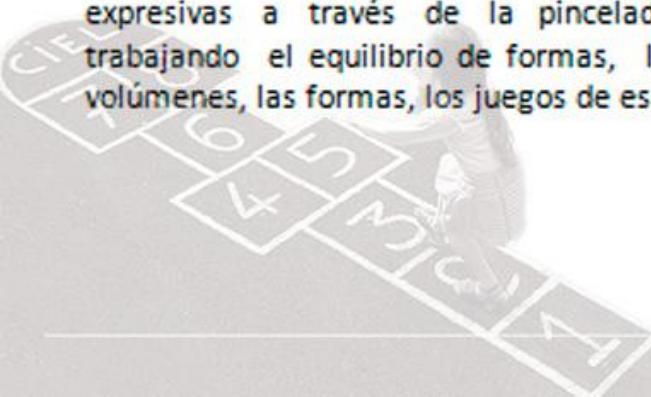 expresivas a través de la pincelad
trabajando el equilibrio de formas, l
volúmenes, las formas, los juegos de es
CIEL
7
6
5
4
3
2
1